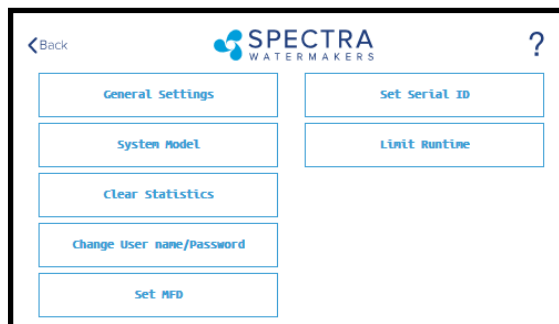 Back
SPECTRA
WATERMAKERS
?
General Settings
Set Serial ID
System Model
Limit Runtime
Clear Statistics
Change User name/Password
Set MFD